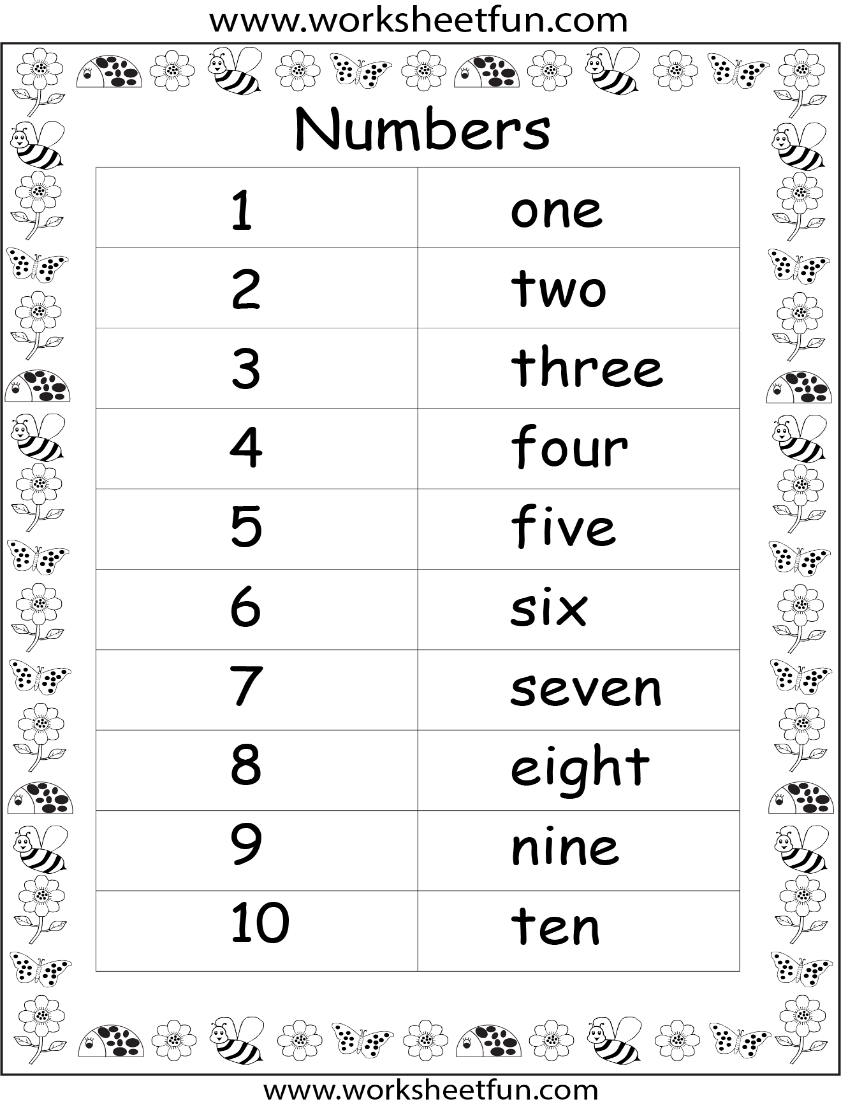 www.worksheetfun.com
Numbers
1 one
2 two
3 three
4 four
5 five
6 six
7 seven
8 eight
9 nine
10 ten
www.worksheetfun.com